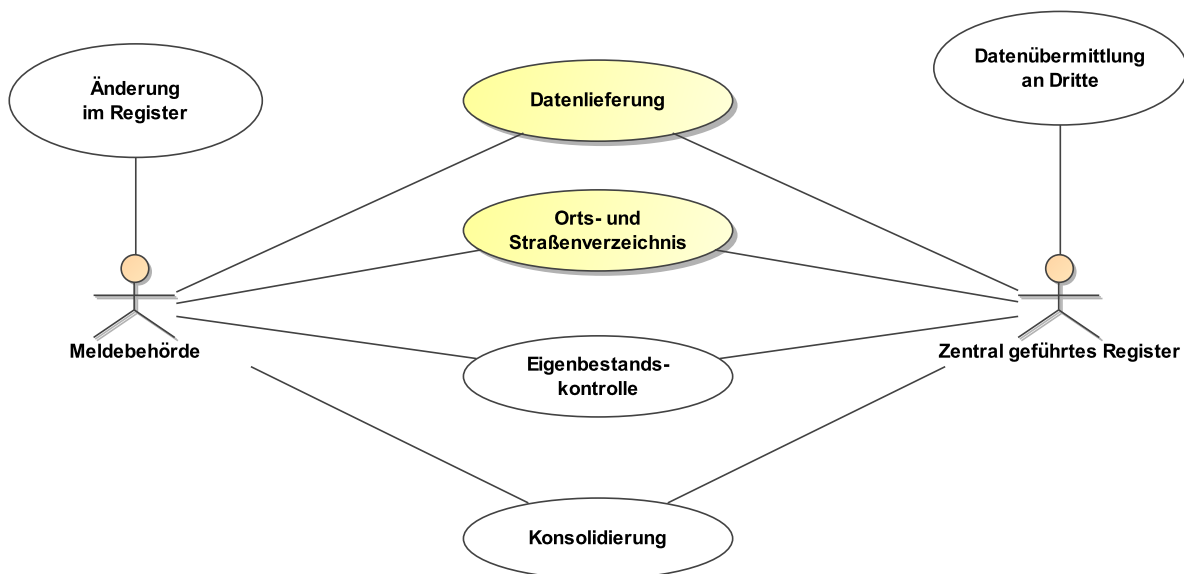 Änderung
im Register
Datenlieferung
Datenübermittlung
an Dritte
Orts- und
Straßenverzeichnis
Meldebehörde
Zentral geführtes Register
Eigenbestands-
kontrolle
Konsolidierung